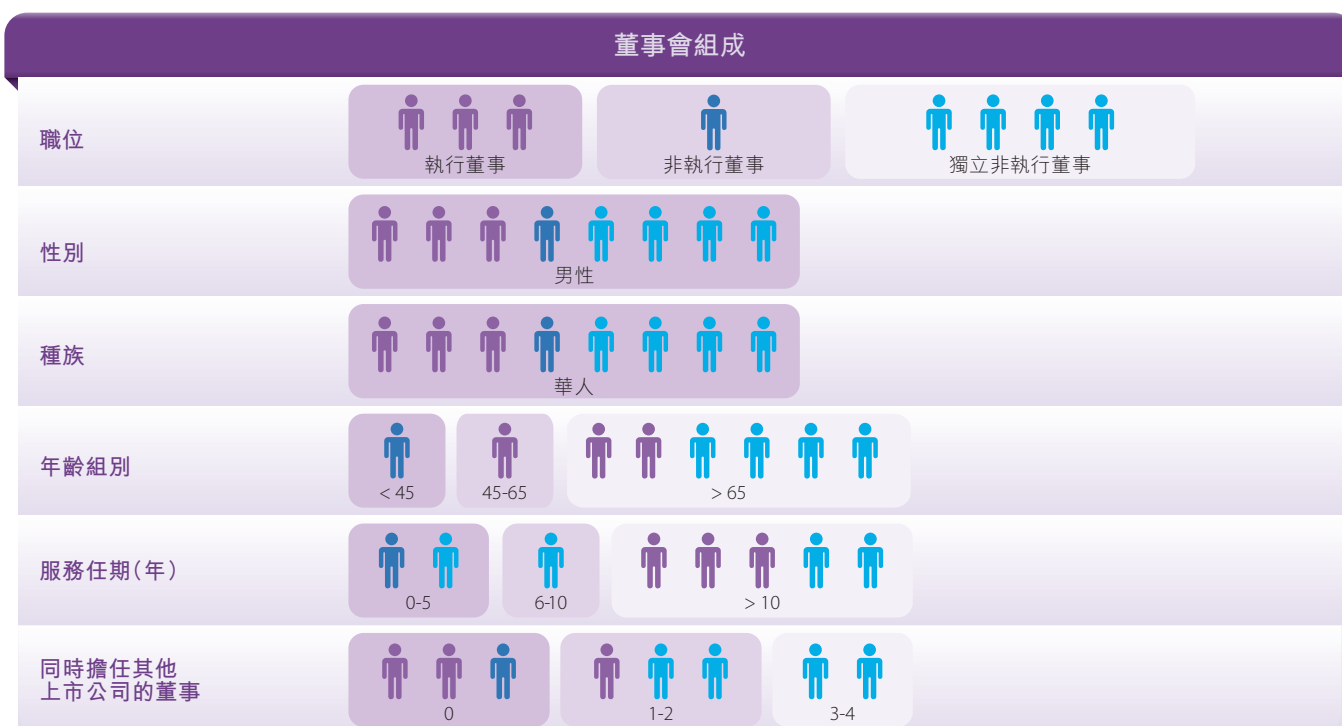 董事會組成
職位
執行董事
非執行董事
獨立非執行董事
性別
男性
種族
華人
年齡組別
< 45
45-65
> 65
服務任期(年)
0-5
6-10
> 10
同時擔任其他
上市公司的董事
0
1-2
3-4